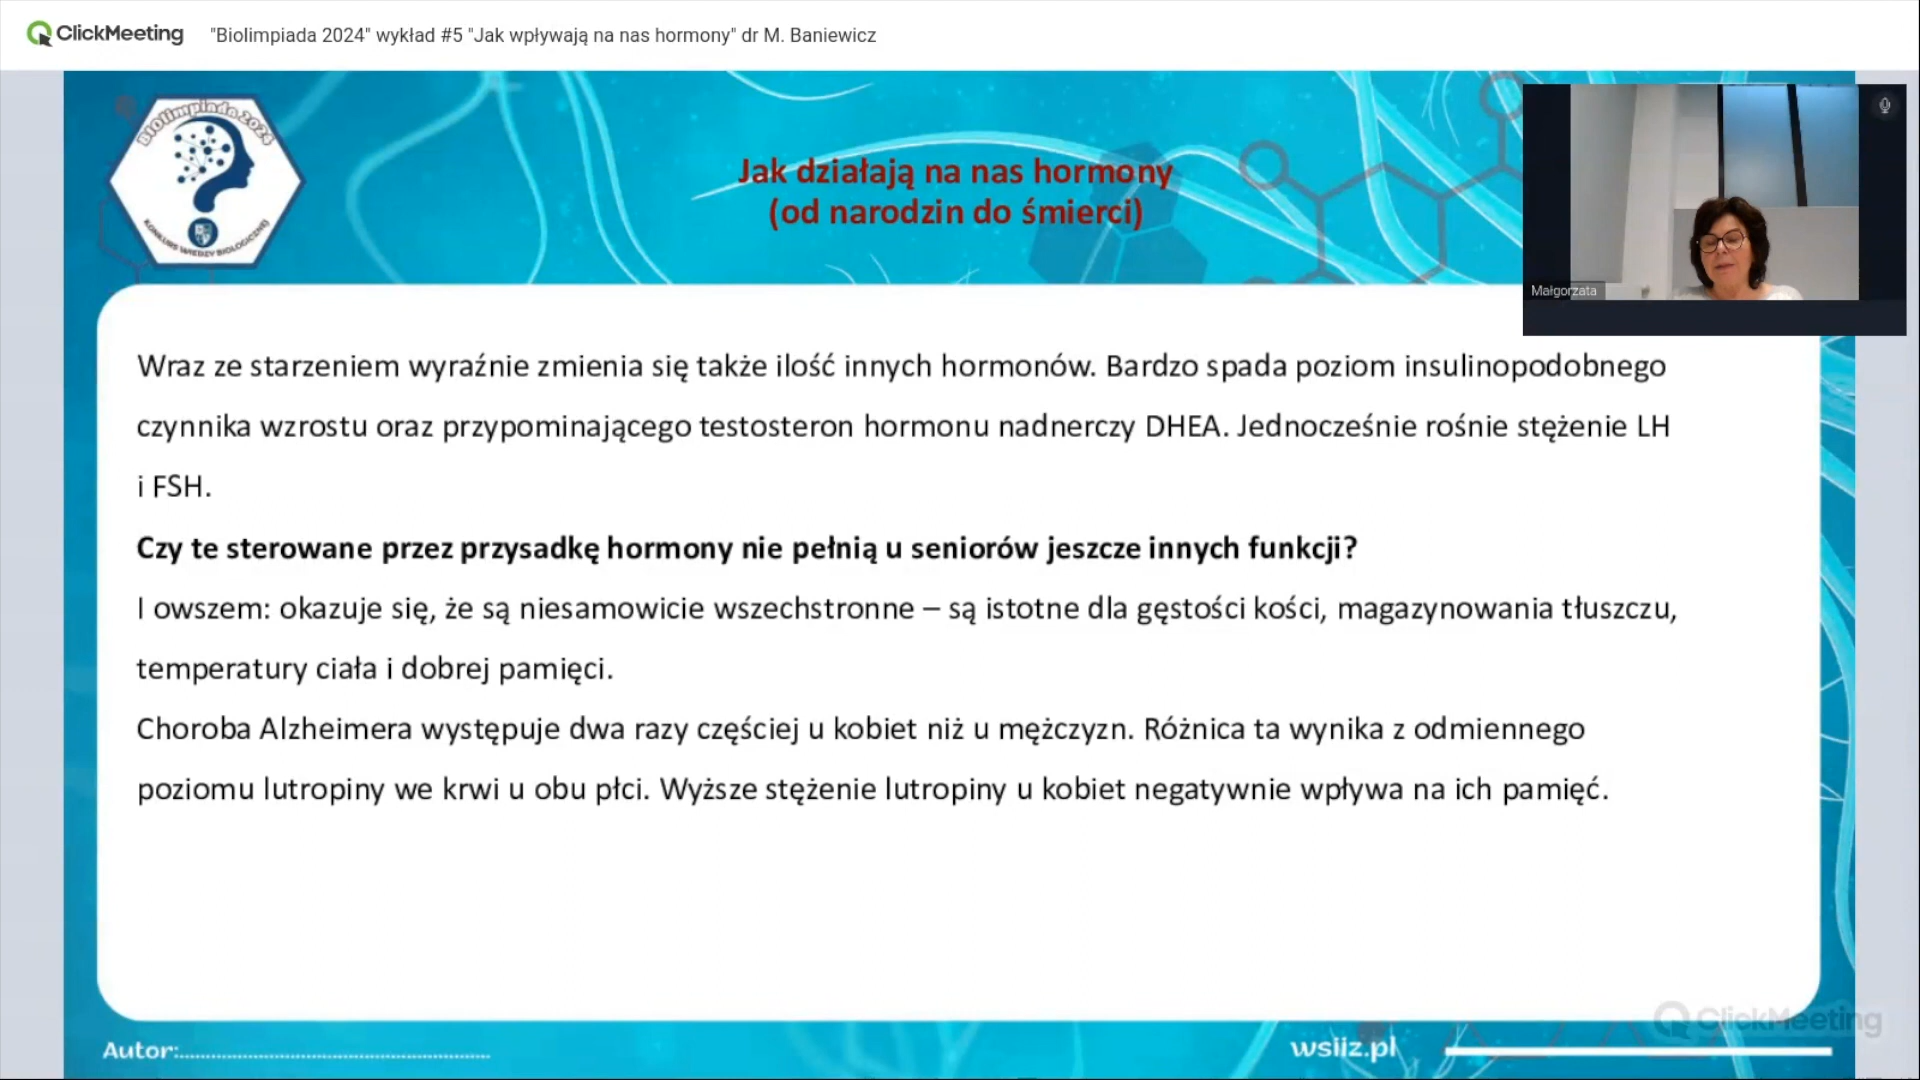 ClickMeeting "Biolimpiada 2024" wykład #5 "Jak wpływają na nas hormony" dr M. Baniewicz
Biolimpiada 2024
KONKURS WIEDZY BIOLOGICZNEJ
Jak działają na nas hormony
(od narodzin do śmierci)
Małgorzata
Wraz ze starzeniem wyraźnie zmienia się także ilość innych hormonów. Bardzo spada poziom insulinopodobnego
czynnika wzrostu oraz przypominającego testosteron hormonu nadnerczy DHEA. Jednocześnie rośnie stężenie LH
i FSH.
Czy te sterowane przez przysadkę hormony nie pełnią u seniorów jeszcze innych funkcji?
I owszem: okazuje się, że są niesamowicie wszechstronne – są istotne dla gęstości kości, magazynowania tłuszczu,
temperatury ciała i dobrej pamięci.
Choroba Alzheimera występuje dwa razy częściej u kobiet niż u mężczyzn. Różnica ta wynika z odmiennego
poziomu lutropiny we krwi u obu płci. Wyższe stężenie lutropiny u kobiet negatywnie wpływa na ich pamięć.
ClickMeeting
Autor:....................................................
wsiiz.pl